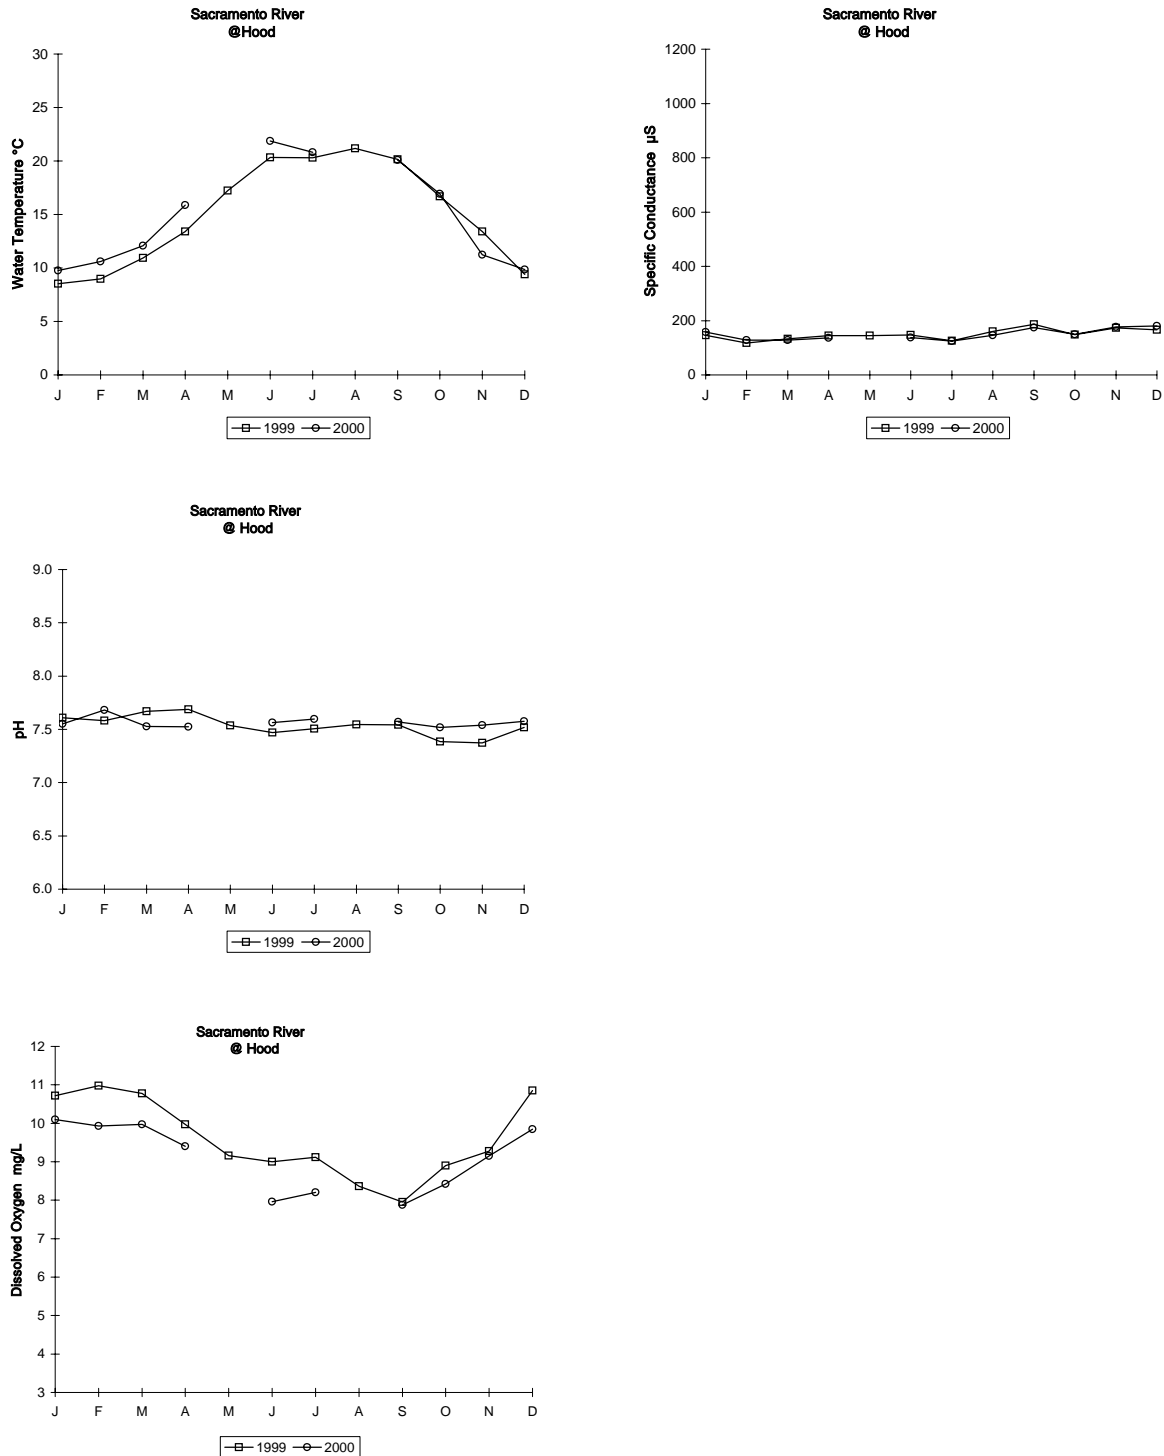 Sacramento River
@Hood
30
25
20
15
10
5
0
Water Temperature °C
J F M A M J J A S O N D
1999 2000
Sacramento River
@ Hood
1200
1000
800
600
400
200
0
Specific Conductance µS
J F M A M J J A S O N D
1999 2000
Sacramento River
@ Hood
9.0
8.5
8.0
7.5
7.0
6.5
6.0
pH
J F M A M J J A S O N D
1999 2000
Sacramento River
@ Hood
12
11
10
9
8
7
6
5
4
3
Dissolved Oxygen mg/L
J F M A M J J A S O N D
1999 2000